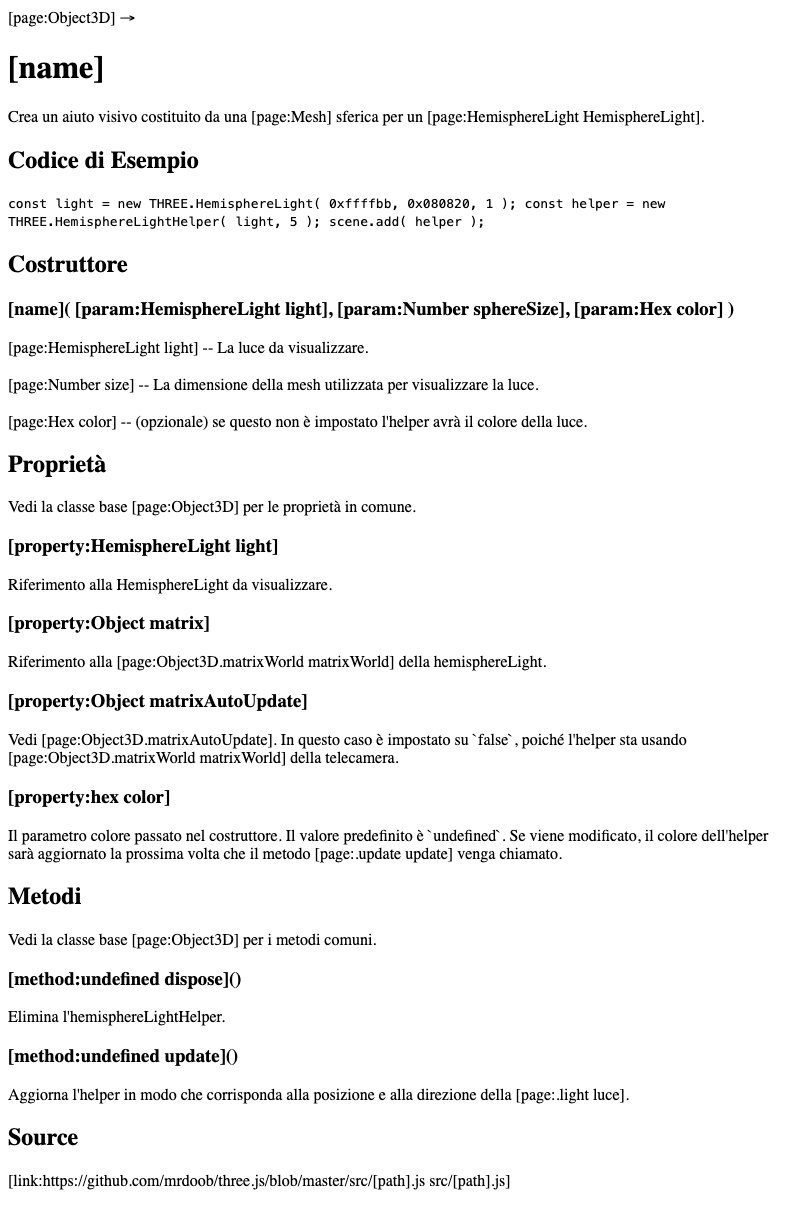 [page:Object3D] →
[name]
Crea un aiuto visivo costituito da una [page:Mesh] sferica per un [page:HemisphereLight HemisphereLight].
Codice di Esempio
const light = new THREE.HemisphereLight( 0xffffbb, 0x080820, 1 ); const helper = new
THREE.HemisphereLightHelper( light, 5 ); scene.add( helper );
Costruttore
[name]( [param:HemisphereLight light], [param:Number sphereSize], [param:Hex color] )
[page:HemisphereLight light] -- La luce da visualizzare.
[page:Number size] -- La dimensione della mesh utilizzata per visualizzare la luce.
[page:Hex color] -- (opzionale) se questo non è impostato l'helper avrà il colore della luce.
Proprietà
Vedi la classe base [page:Object3D] per le proprietà in comune.
[property:HemisphereLight light]
Riferimento alla HemisphereLight da visualizzare.
[property:Object matrix]
Riferimento alla [page:Object3D.matrixWorld matrixWorld] della hemisphereLight.
[property:Object matrixAutoUpdate]
Vedi [page:Object3D.matrixAutoUpdate]. In questo caso è impostato su `false`, poiché l'helper sta usando
[page:Object3D.matrixWorld matrixWorld] della telecamera.
[property:hex color]
Il parametro colore passato nel costruttore. Il valore predefinito è `undefined`. Se viene modificato, il colore dell'helper
sarà aggiornato la prossima volta che il metodo [page:.update update] venga chiamato.
Metodi
Vedi la classe base [page:Object3D] per i metodi comuni.
[method:undefined dispose]()
Elimina l'hemisphereLightHelper.
[method:undefined update]()
Aggiorna l'helper in modo che corrisponda alla posizione e alla direzione della [page:.light luce].
Source
[link:https://github.com/mrdoob/three.js/blob/master/src/[path].js src/[path].js]